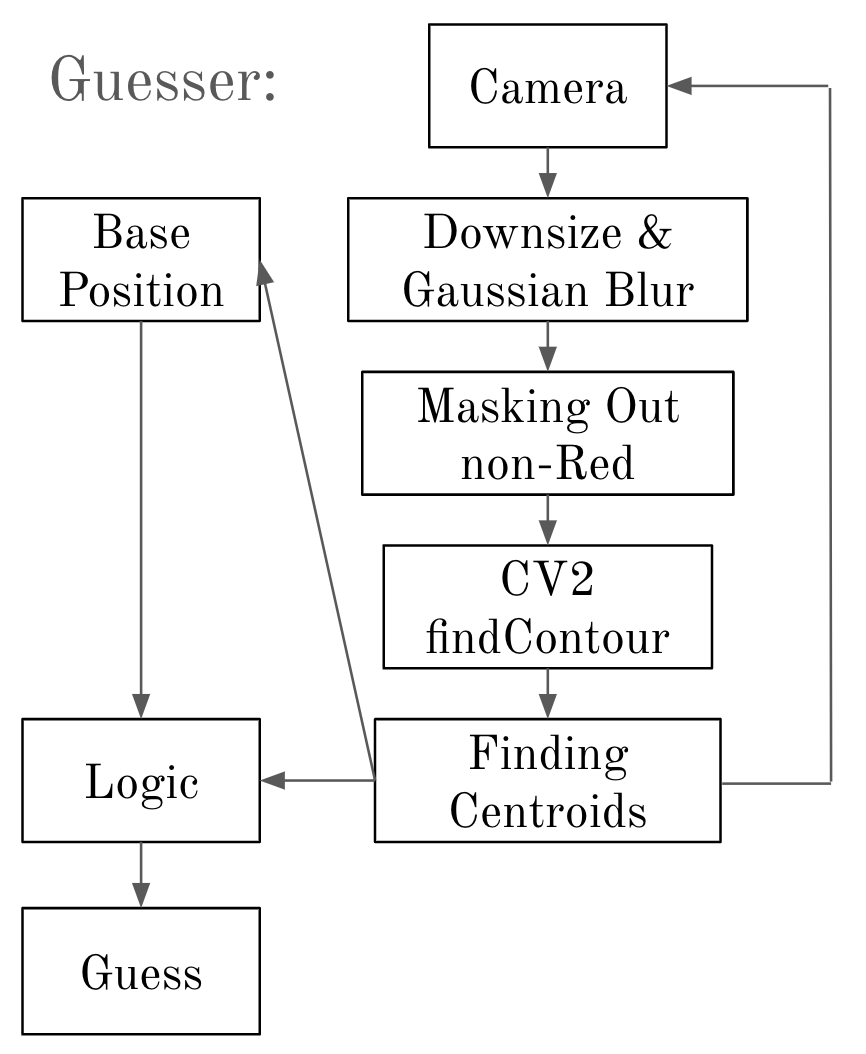 Guesser:
Camera
Base
Position
Downsize &
Gaussian Blur
Masking Out
non-Red
CV2
findContour
Logic
Finding
Centroids
Guess